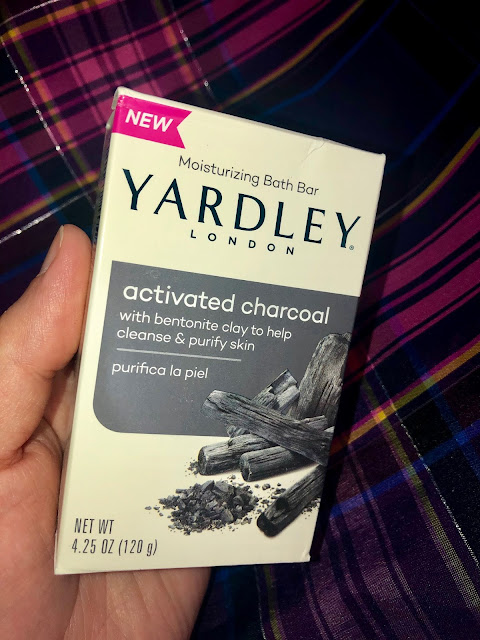 NEW
Moisturizing Bath Bar
YARDLEY®
LONDON
activated charcoal
with bentonite clay to help
cleanse & purify skin
purifica la piel
NET WT
4.25 OZ (120 g)